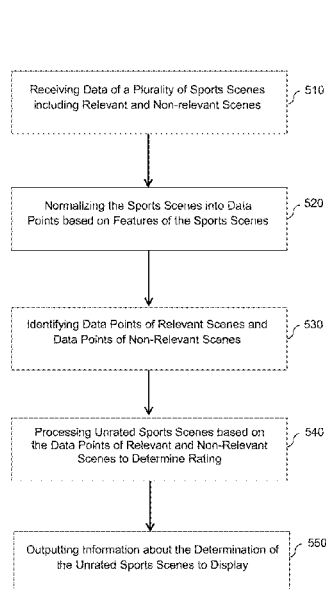 Receiving Data of a Plurality of Sports Scenes
including Relevant and Non-relevant Scenes
510
Normalizing the Sports Scenes into Data
Points based on Features of the Sports Scenes
520
Identifying Data Points of Relevant Scenes and
Data Points of Non-Relevant Scenes
530
Processing Unrated Sports Scenes based on
the Data Points of Relevant and Non-Relevant
Scenes to Determine Rating
540
Outputting Information about the Determination of
the Unrated Sports Scenes to Display
550